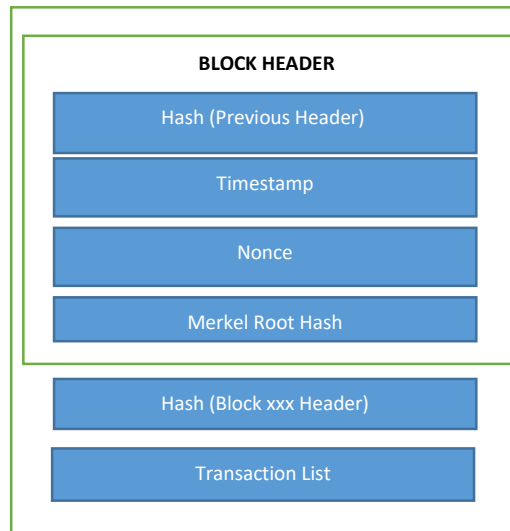 BLOCK HEADER
Hash (Previous Header)
Timestamp
Nonce
Merkel Root Hash
Hash (Block xxx Header)
Transaction List